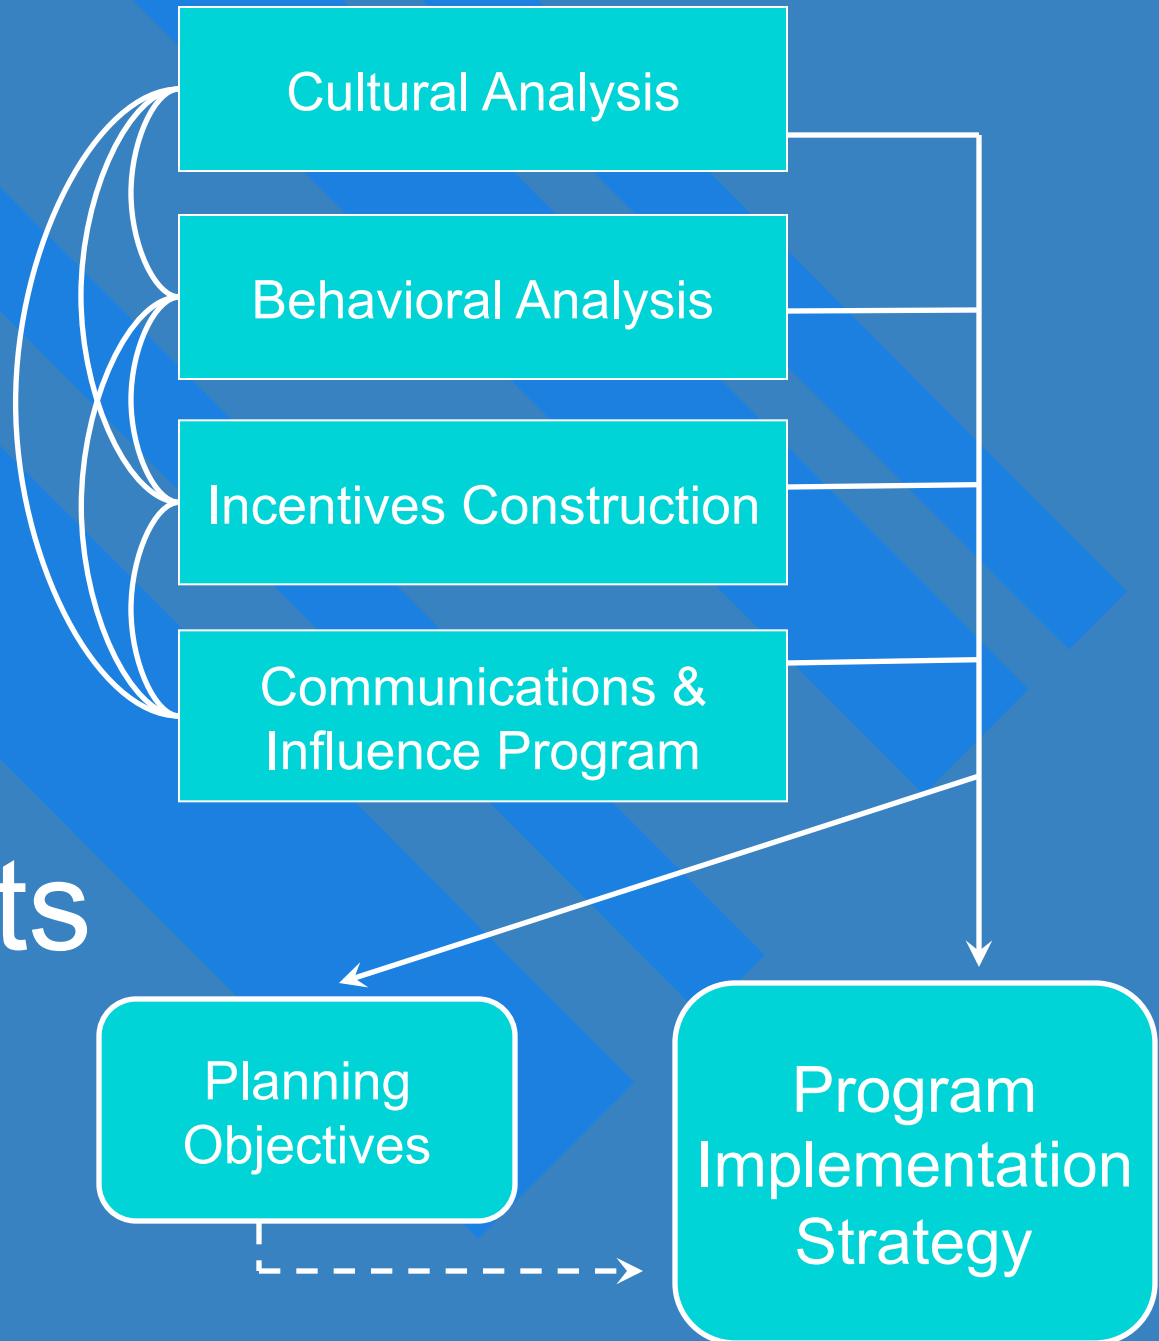 Cultural Analysis
Behavioral Analysis
Incentives Construction
Communications &
Influence Program
ts
Planning
Objectives
Program
Implementation
Strategy